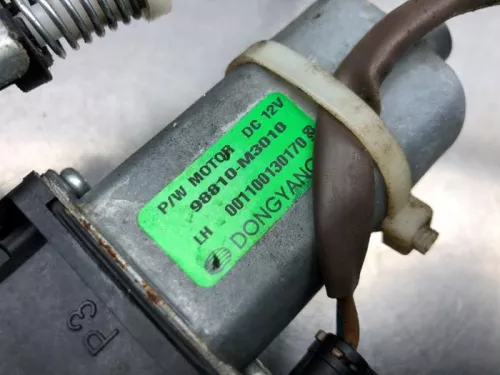 P/W MOTOR DC 12V
98810-M3010
LH 001100130170
DONGYANG
P3